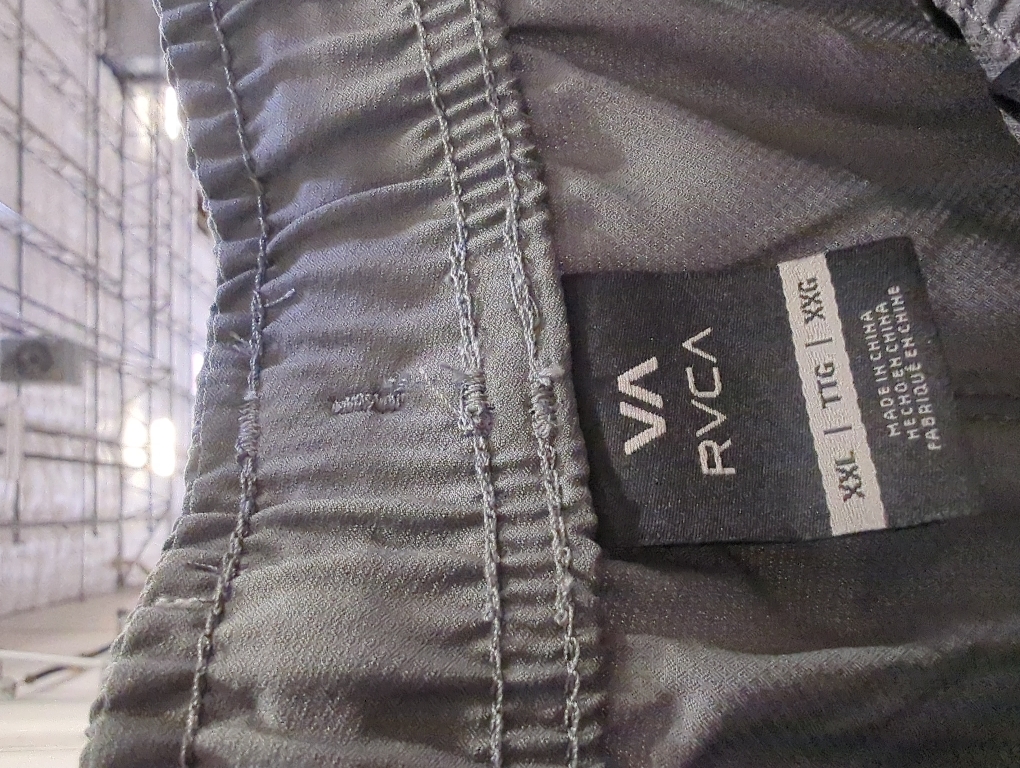 VA
RVCA
XXL | TTG | XXG
MADE IN CHINA
HECHO EN CHINA
FABRIQUÉ EN CHINE